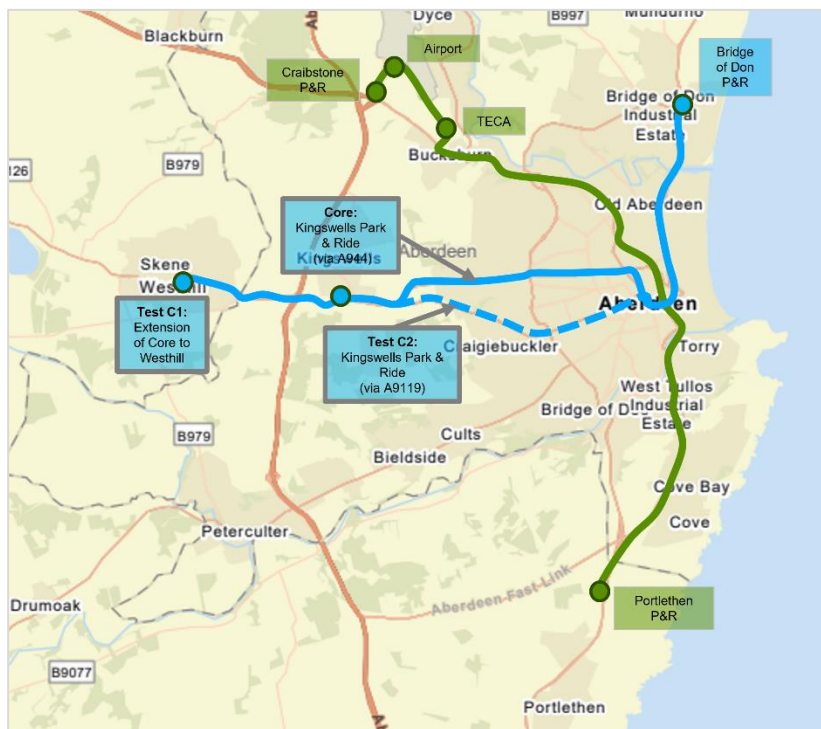 Dyce
B997
Mundurno
Blackburn
Airport
Craibstone
P&R
Bridge
of Don
P&R
TECA
Bridge of Don
Industrial
Estate
Bucksburn
B979
126
Old Aberdeen
Core:
Kingswells Park
& Ride
(via A944)
Kingswells
Aberdeen
Skene
Westhill
Aberdeen
Test C1:
Extension
of Core to
Westhill
Test C2:
Kingswells Park &
Ride
(via A9119)
Craigiebuckler
Torry
West Tullos
Industrial
Estate
Bridge of Dee
B979
Cults
Bieldside
Cove Bay
Cove
Peterculter
Aberdeen Fast Link
Drumoak
Portlethen
P&R
B9077
Portlethen